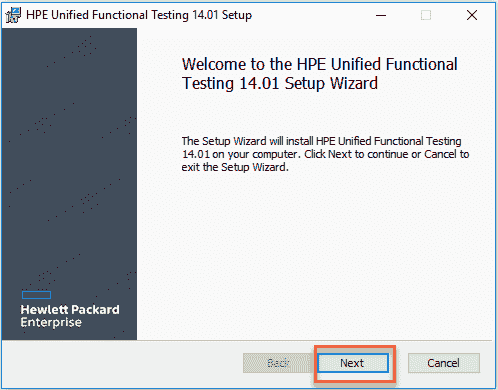 HPE Unified Functional Testing 14.01 Setup
Welcome to the HPE Unified Functional
Testing 14.01 Setup Wizard
The Setup Wizard will install HPE Unified Functional Testing
14.01 on your computer. Click Next to continue or Cancel to
exit the Setup Wizard.
Hewlett Packard
Enterprise
Back
Next
Cancel